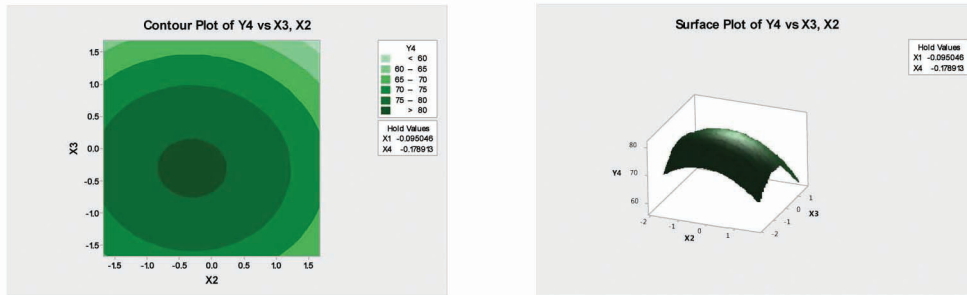 Contour Plot of Y4 vs X3, X2
1.5
1.0
0.5
0.0
-0.5
-1.0
-1.5
X3
-1.5 -1.0 -0.5 0.0 0.5 1.0 1.5
X2
Y4
< 60
60 – 65
65 – 70
70 – 75
75 – 80
> 80
Hold Values
X1 -0.095046
X4 -0.178913
Surface Plot of Y4 vs X3, X2
Hold Values
X1 -0.095046
X4 -0.178913
80
70
60
Y4
-2 -1 0 1
X2
-2 -1 0 1
X3